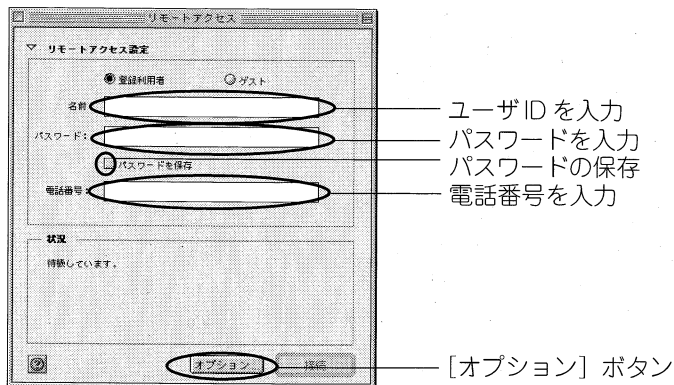 リモートアクセス
リモートアクセス設定
登録利用者 ゲスト
名前
ユーザIDを入力
パスワード:
パスワードを入力
パスワードを保存
パスワードの保存
電話番号:
電話番号を入力
状況
待機しています。
オプション 接続
[オプション] ボタン